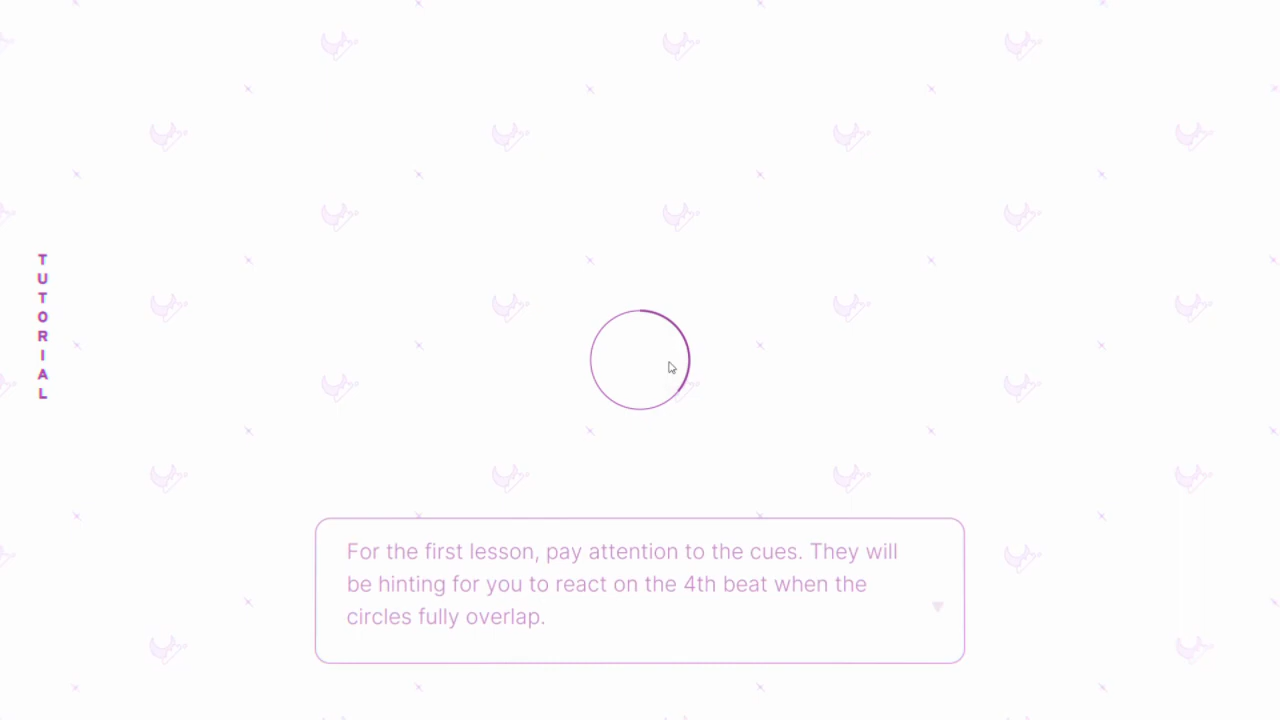 TUTORIAL
For the first lesson, pay attention to the cues. They will
be hinting for you to react on the 4th beat when the
circles fully overlap.